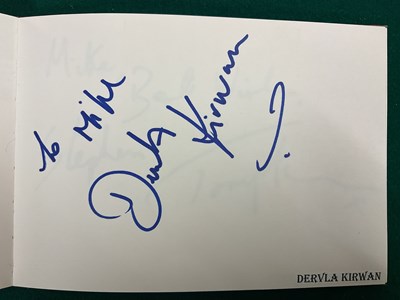 To Mike
Dervla
Kirwan
DERVLA KIRWAN